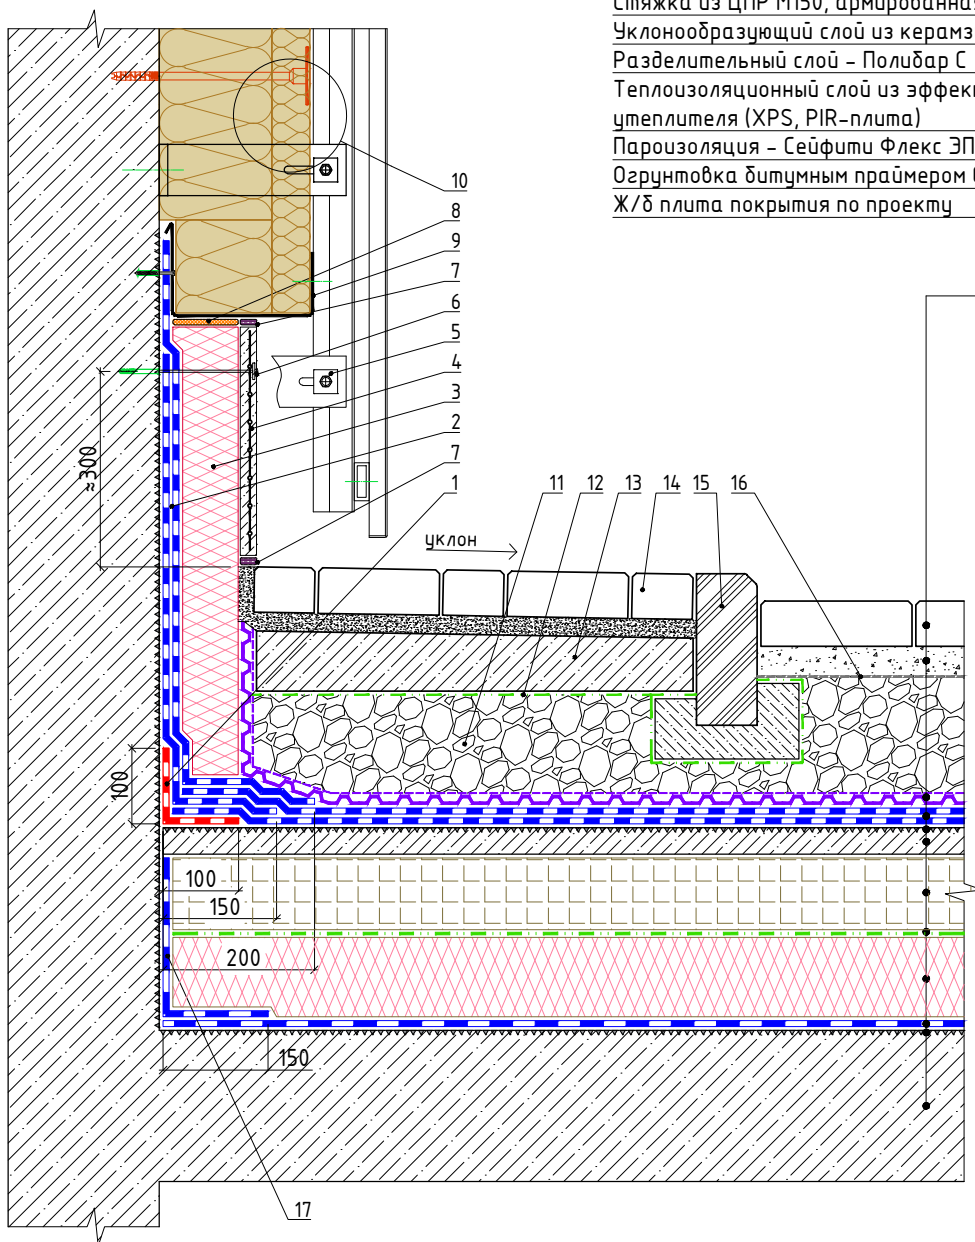 Стяжка из ЦПР М150, армированная
Уклонообразующий слой из керамз
Разделительный слой - Полибар С
Теплоизоляционный слой из эффек
утеплителя (XPS, PIR-плита)
Пароизоляция - Сейфити Флекс ЭП
Огрунтовка битумным праймером
Ж/б плита покрытия по проекту
10
8
9
7
6
5
4
3
2
7
1
11 12 13 14 15 16
≈300
уклон
100
100
150
200
150
17